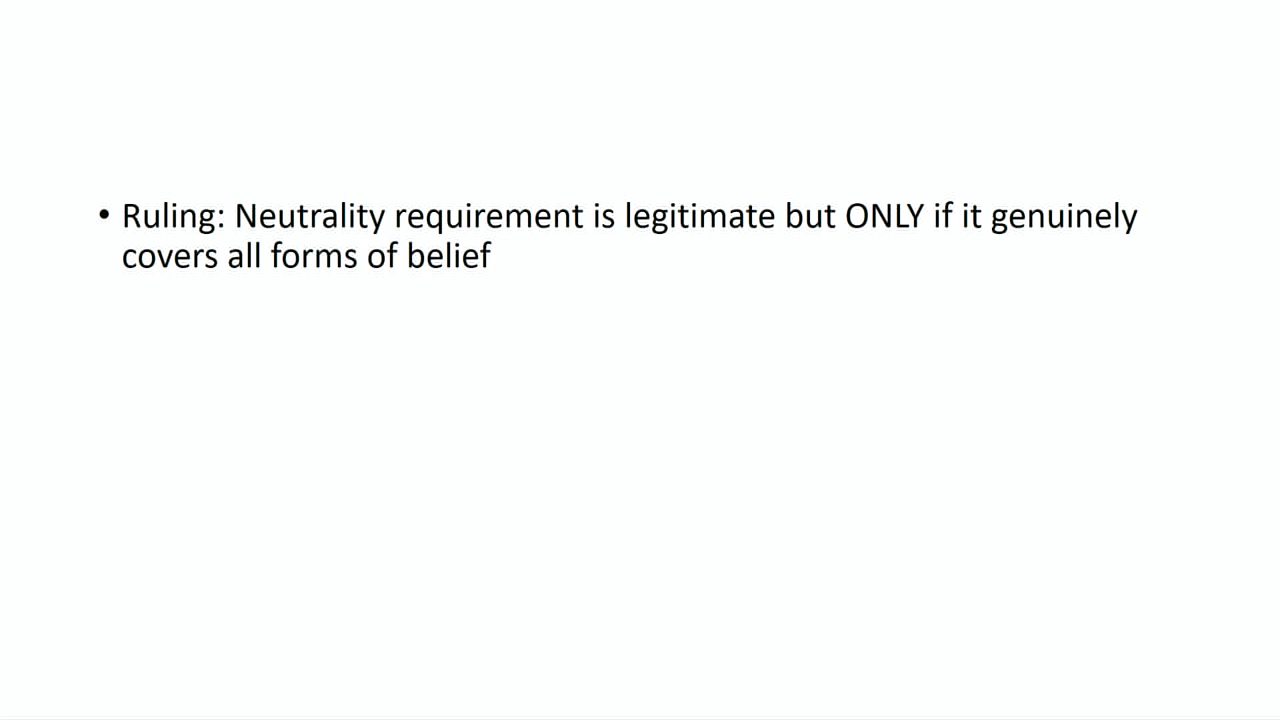 • Ruling: Neutrality requirement is legitimate but ONLY if it genuinely
covers all forms of belief